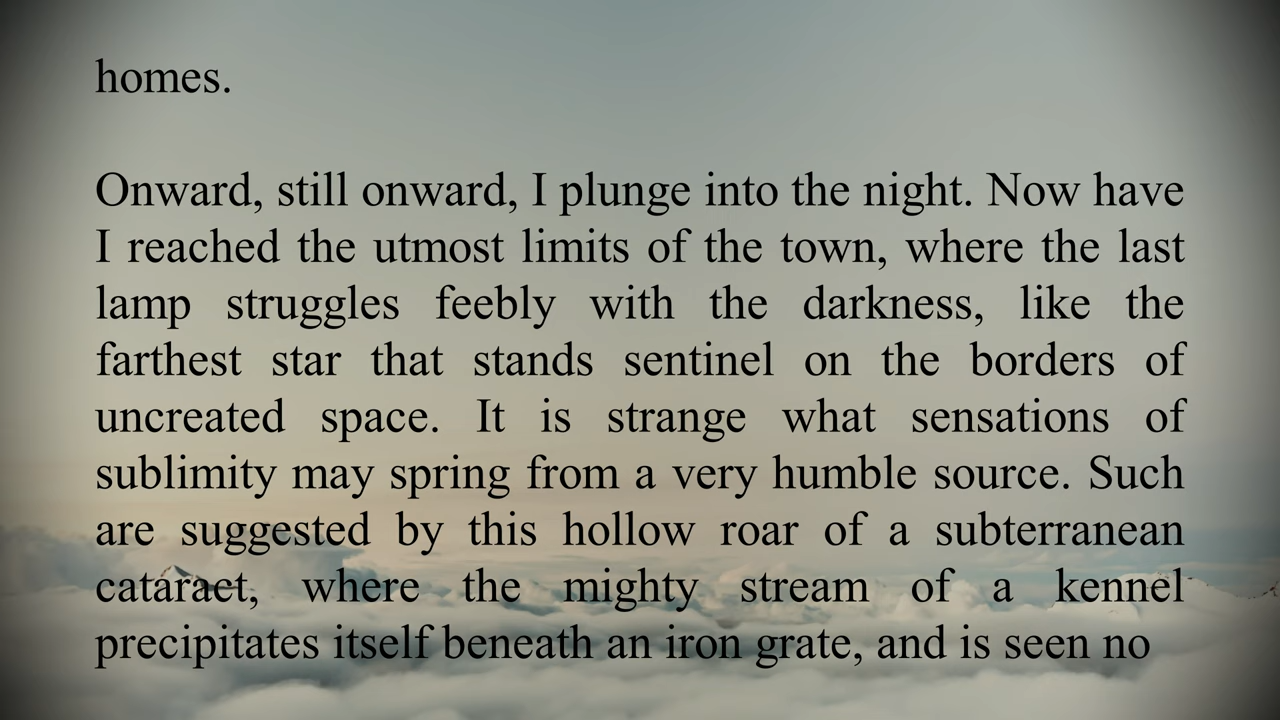 homes.
Onward, still onward, I plunge into the night. Now have
I reached the utmost limits of the town, where the last
lamp struggles feebly with the darkness, like the
farthest star that stands sentinel on the borders of
uncreated space. It is strange what sensations of
sublimity may spring from a very humble source. Such
are suggested by this hollow roar of a subterranean
cataract, where the mighty stream of a kennel
precipitates itself beneath an iron grate, and is seen no